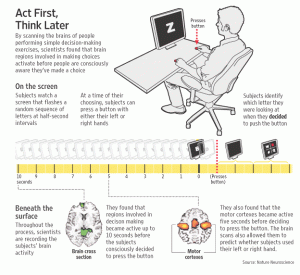 Act First,
Think Later
By scanning the brains of people
performing simple decision-making
exercises, scientists found that brain
regions involved in making choices
activate before people are consciously
aware they've made a choice
Z
Presses
button
On the screen
Subjects watch a
screen that flashes a
random sequence of
letters at half-second
intervals
At a time of their
choosing, subjects can
press a button with
either their left or
right hands
Subjects identify
which letter they
were looking at
when they decided
to push the button
10 9 8 7 6 5 4 3 2 1 0
seconds
(Presses
button)
Beneath the
surface
Throughout the
process, scientists
are recording the
subjects' brain
activity
Brain cross
section
They found that
regions involved in
decision making
became active up to
10 seconds before
the subjects
consciously decided
to press the button
Motor
cortexes
They also found that the
motor cortexes became active
five seconds before deciding
to press the button. The brain
scans also allowed them to
predict whether subjects used
their left or right hand.
Source: Nature Neuroscience